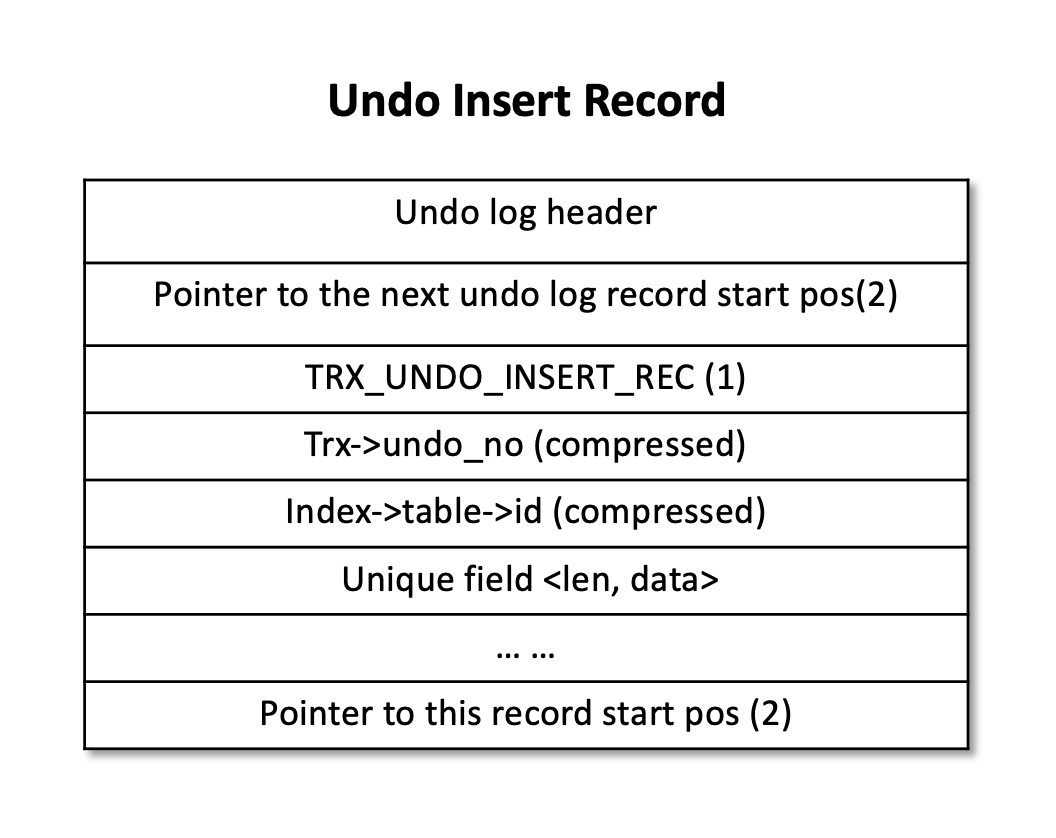 Undo Insert Record
Undo log header
Pointer to the next undo log record start pos(2)
TRX_UNDO_INSERT_REC (1)
Trx->undo_no (compressed)
Index->table->id (compressed)
Unique field <len, data>
... ...
Pointer to this record start pos (2)